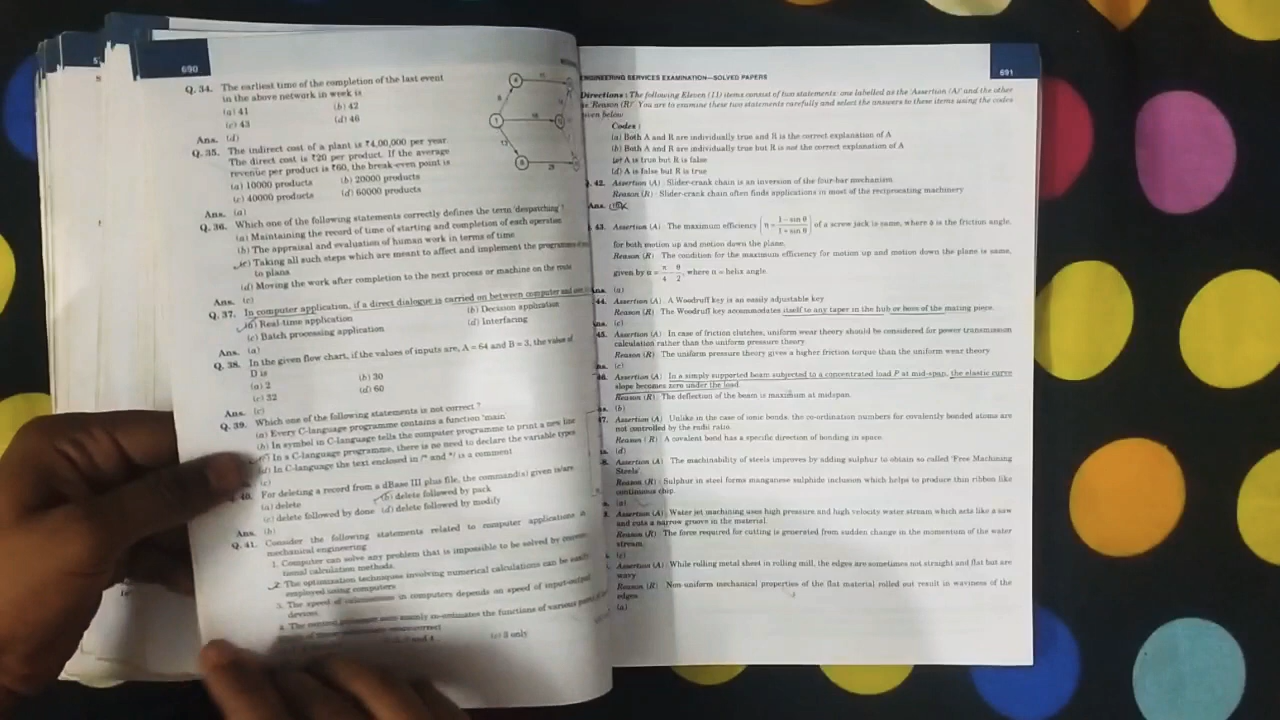 690
Q. 34. The earliest time of the completion of the last event
in the above network in week is
(a) 41 (b) 42
(c) 43 (d) 46
Ans. (d)
Q. 35. The indirect cost of a plant is ₹4,00,000 per year.
The direct cost is ₹20 per product. If the average
revenue per product is ₹60, the break-even point is
(a) 10000 products (b) 20000 products
(c) 40000 products (d) 60000 products
Ans. (a)
Q. 36. Which one of the following statements correctly defines the term 'despatching'?
(a) Maintaining the record of time of starting and completion of each operation
(b) The appraisal and evaluation of human work in terms of time
(c) Taking all such steps which are meant to affect and implement the
to plans
(d) Moving the work after completion to the next process or machine on the route
Ans. (c)
Q. 37. In computer application, if a direct dialogue is carried on between computer and
(a) Real-time application (b) Decision application
(c) Batch processing application (d) Interfacing
Ans. (a)
Q. 38. In the given flow chart, if the values of inputs are, A = 64 and B = 3, the value of
D is
(a) 2 (b) 30
(c) 32 (d) 60
Ans. (c)
Q. 39. Which one of the following statements is not correct ?
(a) Every C-language programme contains a function 'main'
(b) \n symbol in C-language tells the computer programme to print a new line
(c) In a C-language programme, there is no need to declare the variable types
(d) In C-language the text enclosed in /* and */ is a comment
(c)
40. For deleting a record from a dBase III plus file, the command(s) given is/are
(a) delete (b) delete followed by pack
(c) delete followed by done (d) delete followed by modify
Ans. (b)
Q. 41. Consider the following statements related to computer applications in
mechanical engineering
1. Computer can solve any problem that is impossible to be solved by
tional calculation methods.
2. The optimization techniques involving numerical calculations can be easily
employed using computers
3. The speed of calculations in computers depends on speed of input-output
devices.
4. The control processor unit mainly co-ordinates the functions of various
(c) 3 only
ENGINEERING SERVICES EXAMINATION—SOLVED PAPERS
691
Directions : The following Eleven (11) items consist of two statements one labelled as the 'Assertion (A)' and the other
as 'Reason (R)'. You are to examine these two statements carefully and select the answers to these items using the codes
given below
Codes :
(a) Both A and R are individually true and R is the correct explanation of A
(b) Both A and R are individually true but R is not the correct explanation of A
(c) A is true but R is false
(d) A is false but R is true
42. Assertion (A) : Slider-crank chain is an inversion of the four-bar mechanism.
Reason (R) : Slider-crank chain often finds applications in most of the reciprocating machinery
Ans.
43. Assertion (A) : The maximum efficiency (η = 1 – sin θ / 1 + sin θ) of a screw jack is same, where θ is the friction angle,
for both motion up and motion down the plane.
Reason (R) : The condition for the maximum efficiency for motion up and motion down the plane is same,
given by α = π/4 – θ/2, where α = helix angle.
Ans. (a)
44. Assertion (A) : A Woodruff key is an easily adjustable key
Reason (R) : The Woodruff key accommodates itself to any taper in the hub or boss of the mating piece.
Ans. (c)
45. Assertion (A) : In case of friction clutches, uniform wear theory should be considered for power transmission
calculation rather than the uniform pressure theory.
Reason (R) : The uniform pressure theory gives a higher friction torque than the uniform wear theory
ns. (c)
46. Assertion (A) : In a simply supported beam subjected to a concentrated load P at mid-span, the elastic curve
slope becomes zero under the load.
Reason (R) : The deflection of the beam is maximum at midspan.
(b)
47. Assertion (A) : Unlike in the case of ionic bonds, the co-ordination numbers for covalently bonded atoms are
not controlled by the radii ratio.
Reason (R) : A covalent bond has a specific direction of bonding in space.
(d)
8. Assertion (A) : The machinability of steels improves by adding sulphur to obtain so called 'Free Machining
Steels'.
Reason (R) : Sulphur in steel forms manganese sulphide inclusion which helps to produce thin ribbon like
continuous chip.
(a)
Assertion (A) : Water jet machining uses high pressure and high velocity water stream which acts like a saw
and cuts a narrow groove in the material.
Reason (R) : The force required for cutting is generated from sudden change in the momentum of the water
stream.
(c)
Assertion (A) : While rolling metal sheet in rolling mill, the edges are sometimes not straight and flat but are
wavy
Reason (R) : Non-uniform mechanical properties of the flat material rolled out result in waviness of the
edges
(a)